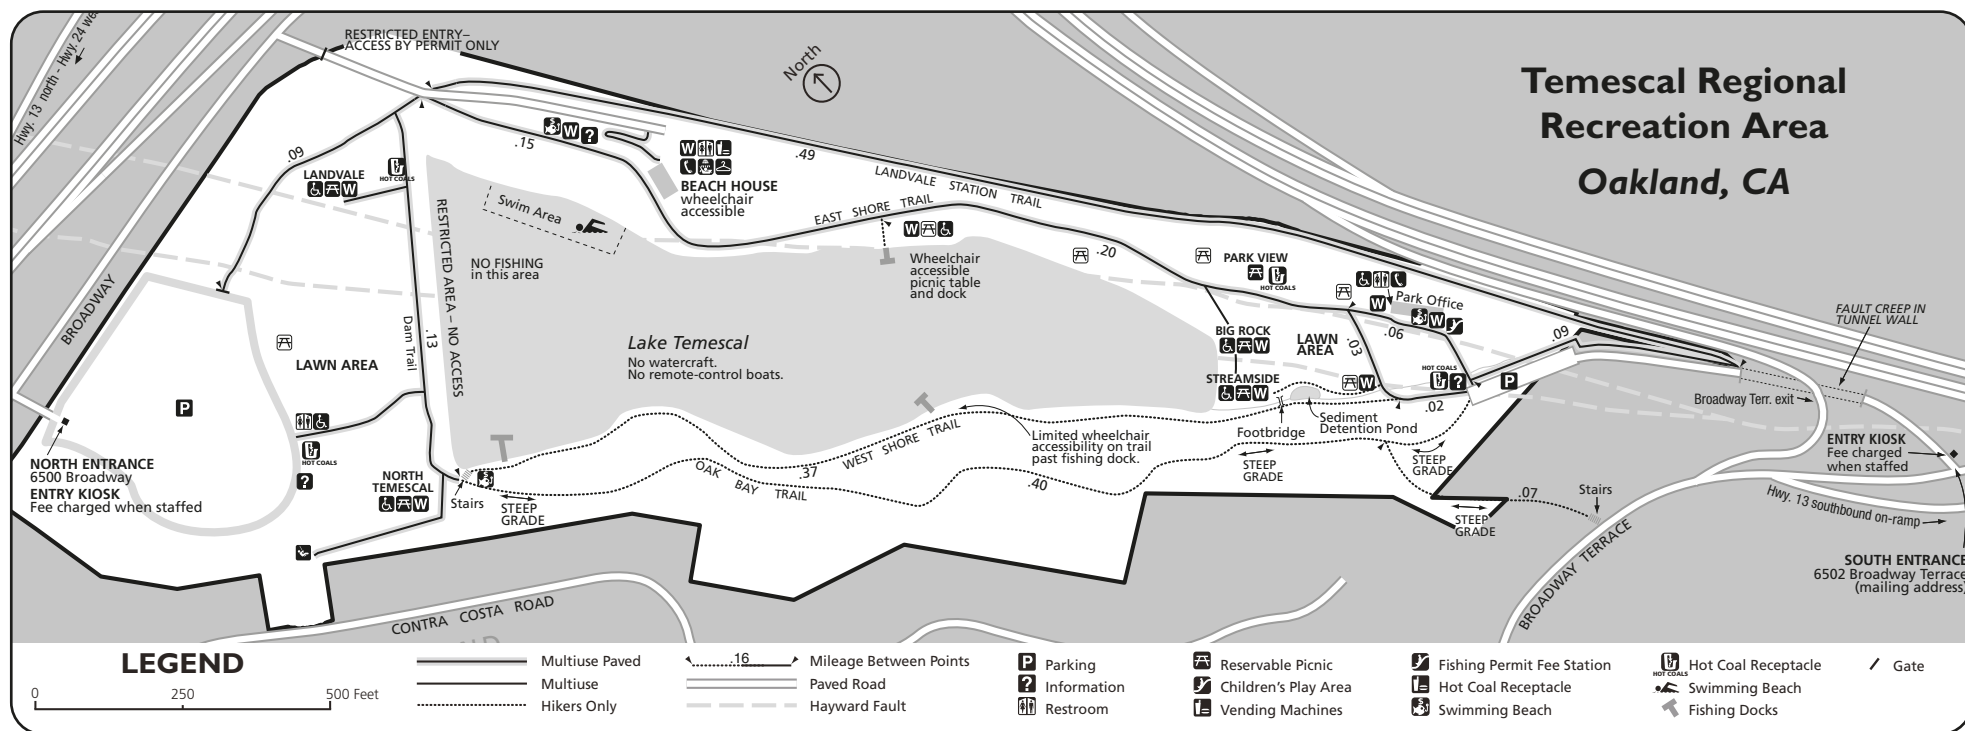 Temescal Regional
Recreation Area
Oakland, CA
Hwy. 13 north - Hwy. 24 we
RESTRICTED ENTRY–
ACCESS BY PERMIT ONLY
North
.09
.15
.49
LANDVALE
W
HOT COALS
W ?
W
BEACH HOUSE
wheelchair
accessible
LANDVALE STATION TRAIL
EAST SHORE TRAIL
Swim Area
RESTRICTED AREA – NO ACCESS
NO FISHING
in this area
W
Wheelchair
accessible
picnic table
and dock
.20
PARK VIEW
HOT COALS
Park Office
W
W
.06
.09
FAULT CREEP IN
TUNNEL WALL
BROADWAY
Dam Trail
.13
LAWN AREA
P
Lake Temescal
No watercraft.
No remote-control boats.
BIG ROCK
W
LAWN
AREA
.03
STREAMSIDE
W
W
HOT COALS
?
P
.02
Broadway Terr. exit
Sediment
Detention Pond
Footbridge
Limited wheelchair
accessibility on trail
past fishing dock.
WEST SHORE TRAIL
.37
OAK BAY TRAIL
.40
STEEP
GRADE
STEEP
GRADE
STEEP
GRADE
STEEP
GRADE
.07
Stairs
Stairs
HOT COALS
?
NORTH
TEMESCAL
W
NORTH ENTRANCE
6500 Broadway
ENTRY KIOSK
Fee charged when staffed
ENTRY KIOSK
Fee charged
when staffed
Hwy. 13 southbound on-ramp
BROADWAY TERRACE
SOUTH ENTRANCE
6502 Broadway Terrace
(mailing address)
CONTRA COSTA ROAD
LEGEND
0 250 500 Feet
Multiuse Paved
Multiuse
Hikers Only
.16 Mileage Between Points
Paved Road
Hayward Fault
P Parking
? Information
Restroom
Reservable Picnic
Children's Play Area
Vending Machines
Fishing Permit Fee Station
Hot Coal Receptacle
Swimming Beach
HOT COALS Hot Coal Receptacle
Swimming Beach
Fishing Docks
Gate